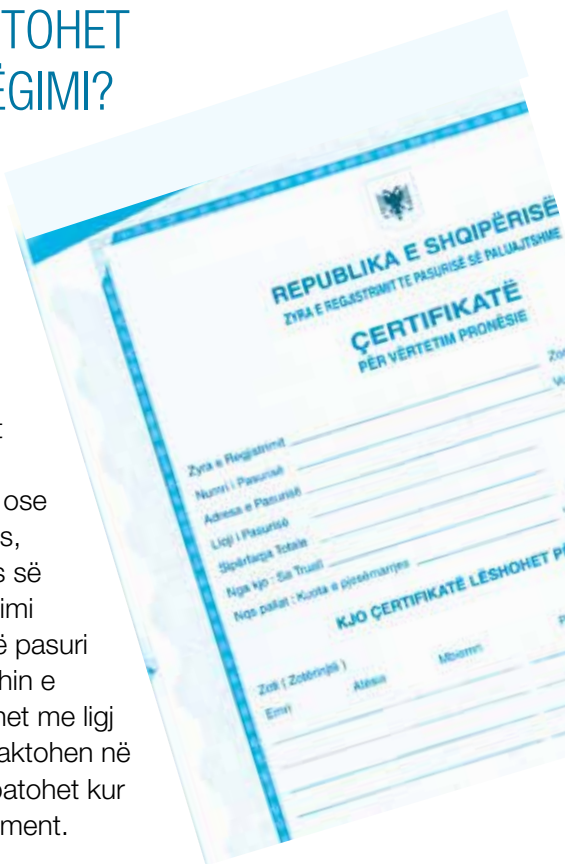 TOHET
ËGIMI?
REPUBLIKA E SHQIPËRISË
ZYRA E REGJISTRIMIT TE PASURISË SË PALUAJTSHME
ÇERTIFIKATË
PËR VËRTETIM PRONËSIE
Zyra e Regjistrimit
Numri i Pasurisë
Adresa e Pasurisë
Lloji i Pasurisë
Sipërfaqja Totale
Nga kjo : Sa Truall
Nqs pallat : Kuota e pjesëmarrjes
KJO ÇERTIFIKATË LËSHOHET PË
Zoti ( Zotërinjtë )
Emri Atësia Mbiemri
t
ose
s,
s së
imi
ë pasuri
hin e
het me ligj
aktohen në
patohet kur
ment.